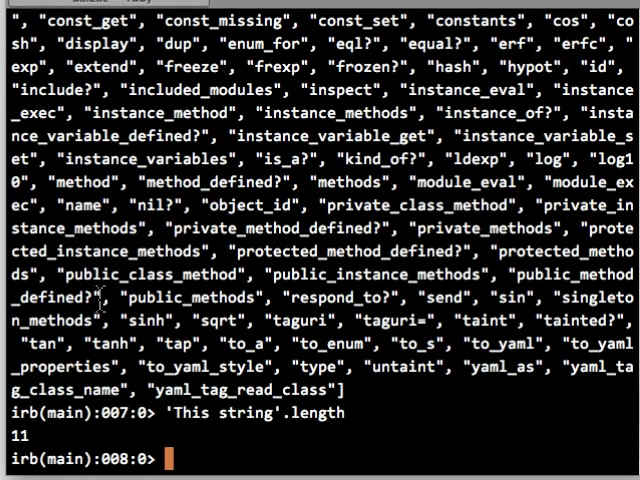 ", "const_get", "const_missing", "const_set", "constants", "cos", "co
sh", "display", "dup", "enum_for", "eql?", "equal?", "erf", "erfc", "
exp", "extend", "freeze", "frexp", "frozen?", "hash", "hypot", "id",
"include?", "included_modules", "inspect", "instance_eval", "instance
_exec", "instance_method", "instance_methods", "instance_of?", "insta
nce_variable_defined?", "instance_variable_get", "instance_variable_s
et", "instance_variables", "is_a?", "kind_of?", "ldexp", "log", "log1
0", "method", "method_defined?", "methods", "module_eval", "module_ex
ec", "name", "nil?", "object_id", "private_class_method", "private_in
stance_methods", "private_method_defined?", "private_methods", "prote
cted_instance_methods", "protected_method_defined?", "protected_metho
ds", "public_class_method", "public_instance_methods", "public_method
_defined?", "public_methods", "respond_to?", "send", "sin", "singleto
n_methods", "sinh", "sqrt", "taguri", "taguri=", "taint", "tainted?",
"tan", "tanh", "tap", "to_a", "to_enum", "to_s", "to_yaml", "to_yaml
_properties", "to_yaml_style", "type", "untaint", "yaml_as", "yaml_ta
g_class_name", "yaml_tag_read_class"]
irb(main):007:0> 'This string'.length
11
irb(main):008:0>